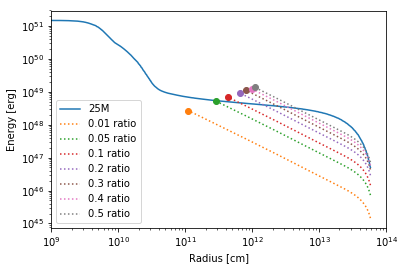 Energy [erg]
10^51
10^50
10^49
10^48
10^47
10^46
10^45
25M
0.01 ratio
0.05 ratio
0.1 ratio
0.2 ratio
0.3 ratio
0.4 ratio
0.5 ratio
10^9 10^10 10^11 10^12 10^13 10^14
Radius [cm]